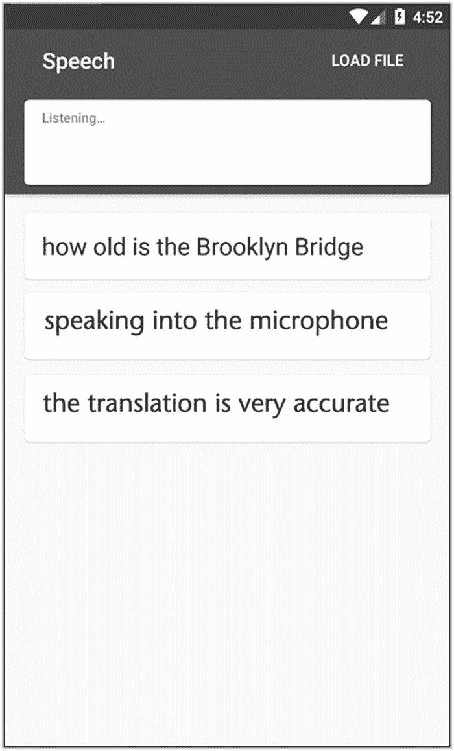 4:52
Speech LOAD FILE
Listening...
how old is the Brooklyn Bridge
speaking into the microphone
the translation is very accurate